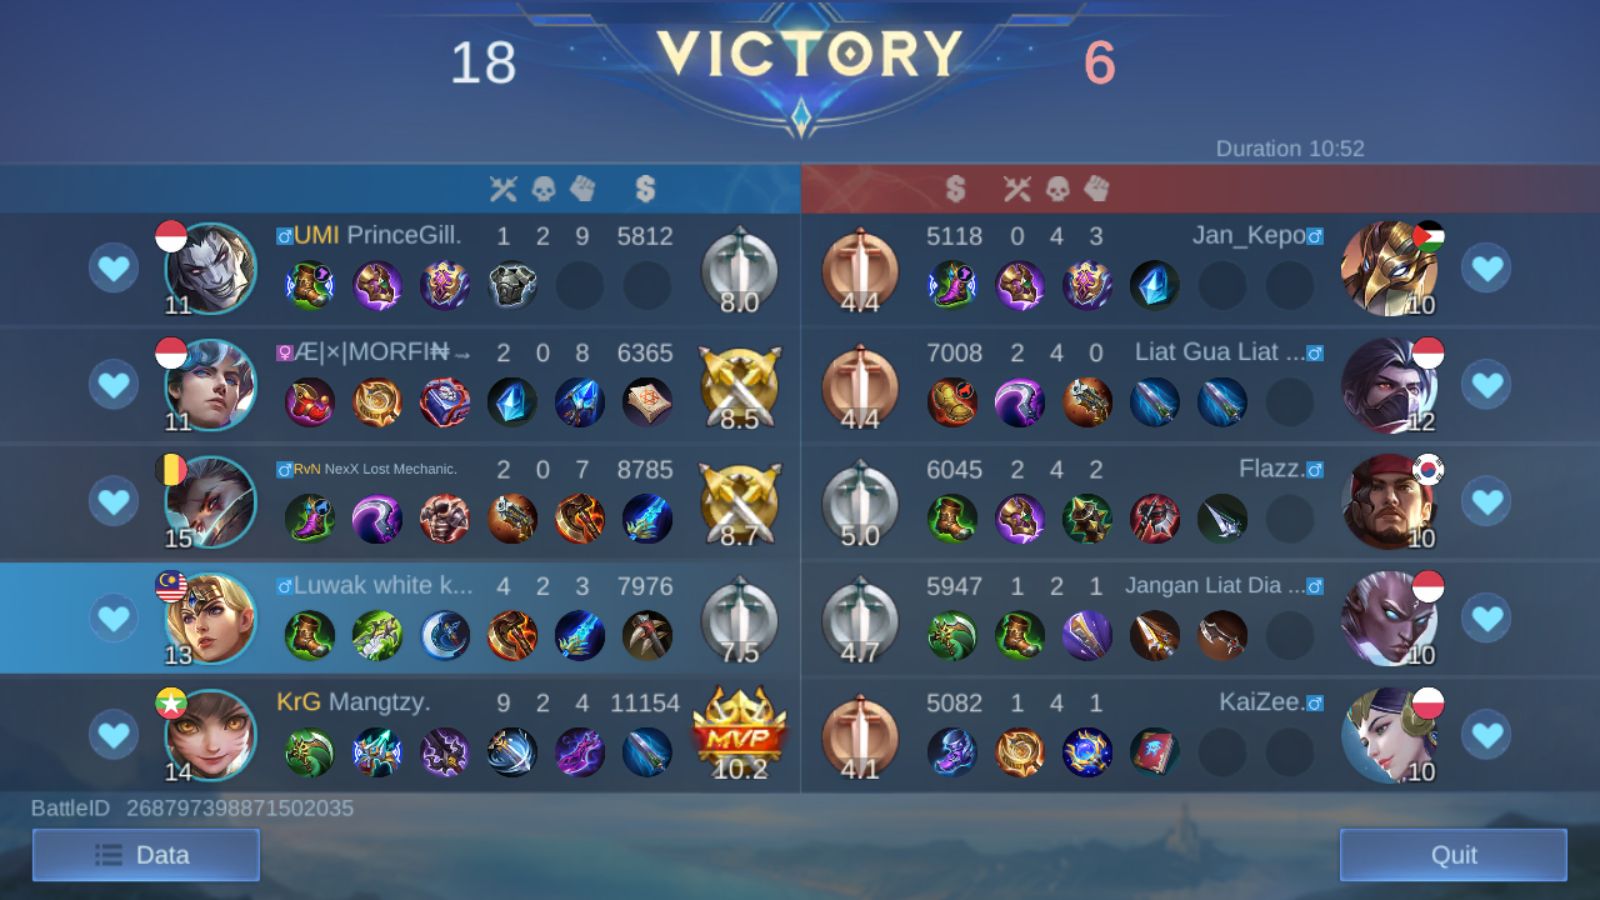 18 VICTORY 6
Duration 10:52
UMI PrinceGill. 1 2 9 5812
11 8.0
5118 0 4 3 Jan_Kepo
4.4 10
Æ|×|MORFI₦→ 2 0 8 6365
11 8.5
7008 2 4 0 Liat Gua Liat ...
4.4 12
RvN NexX Lost Mechanic. 2 0 7 8785
15 8.7
6045 2 4 2 Flazz.
5.0 10
Luwak white k... 4 2 3 7976
13 7.5
5947 1 2 1 Jangan Liat Dia ...
4.7 10
KrG Mangtzy. 9 2 4 11154
14 MVP 10.2
5082 1 4 1 KaiZee.
4.1 10
BattleID 268797398871502035
Data
Quit